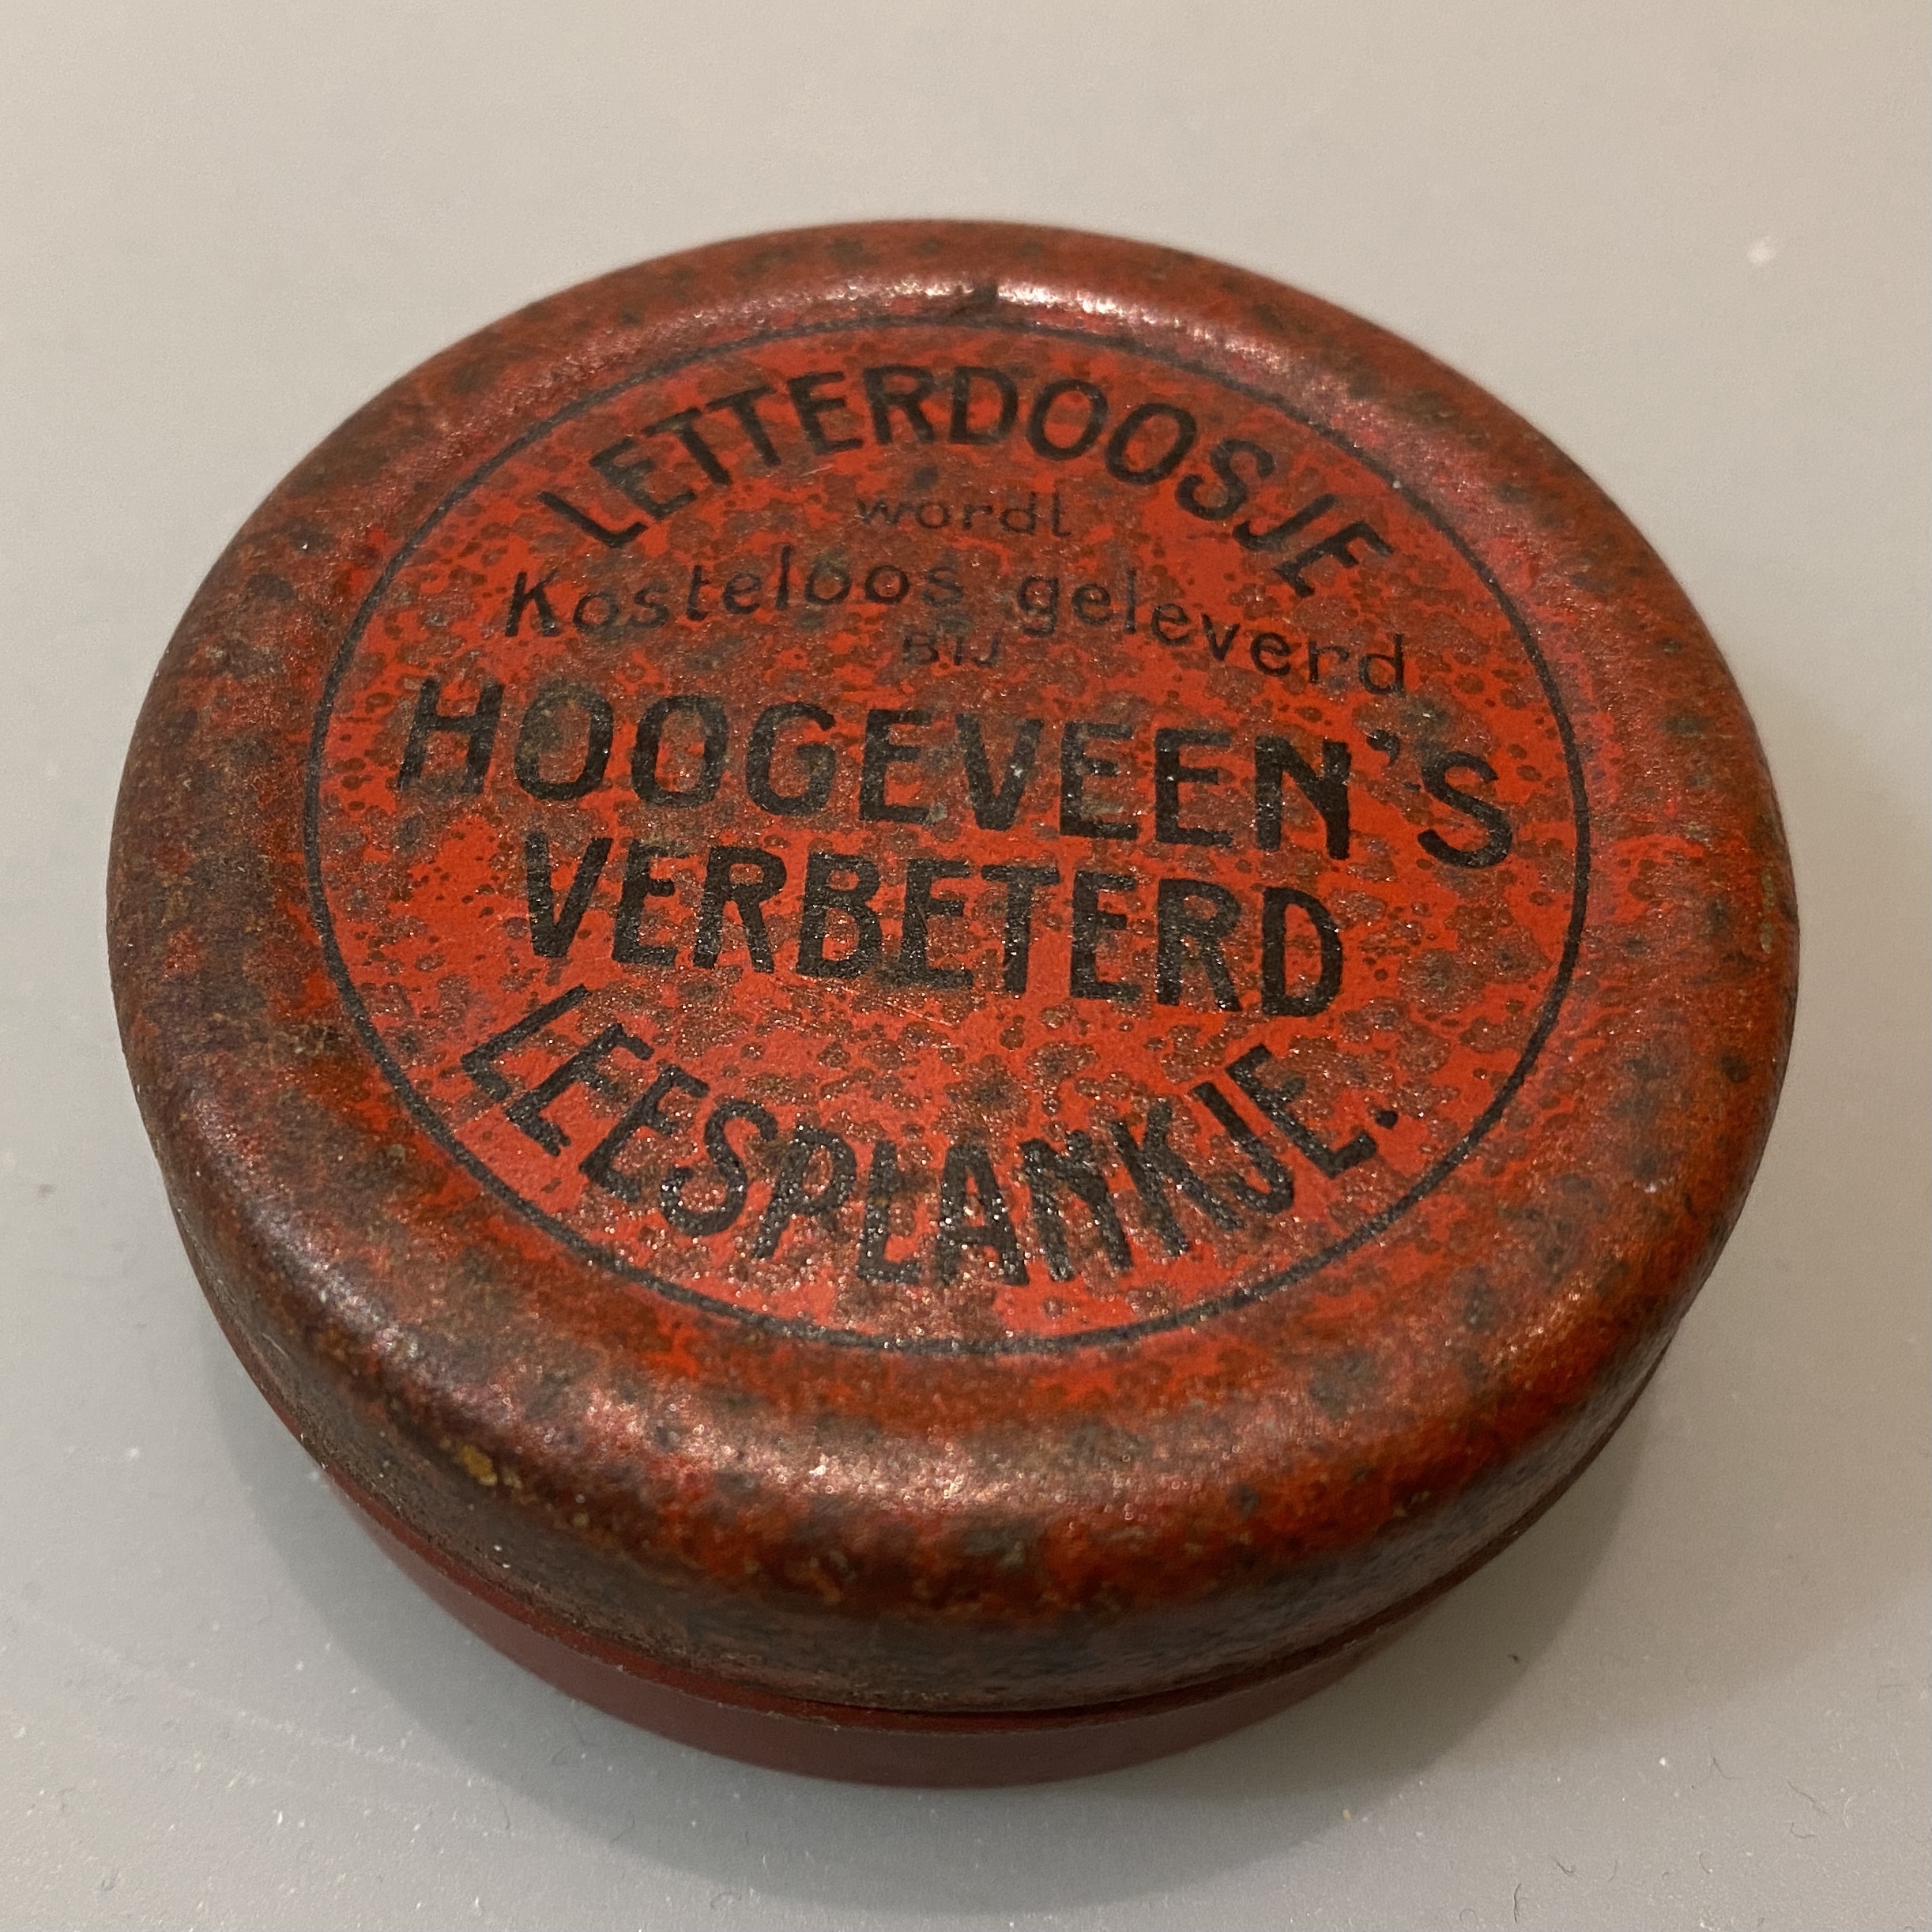 LETTERDOOSJE
wordt
Kosteloos geleverd
BIJ
HOOGEVEEN'S
VERBETERD
LEESPLANKJE.